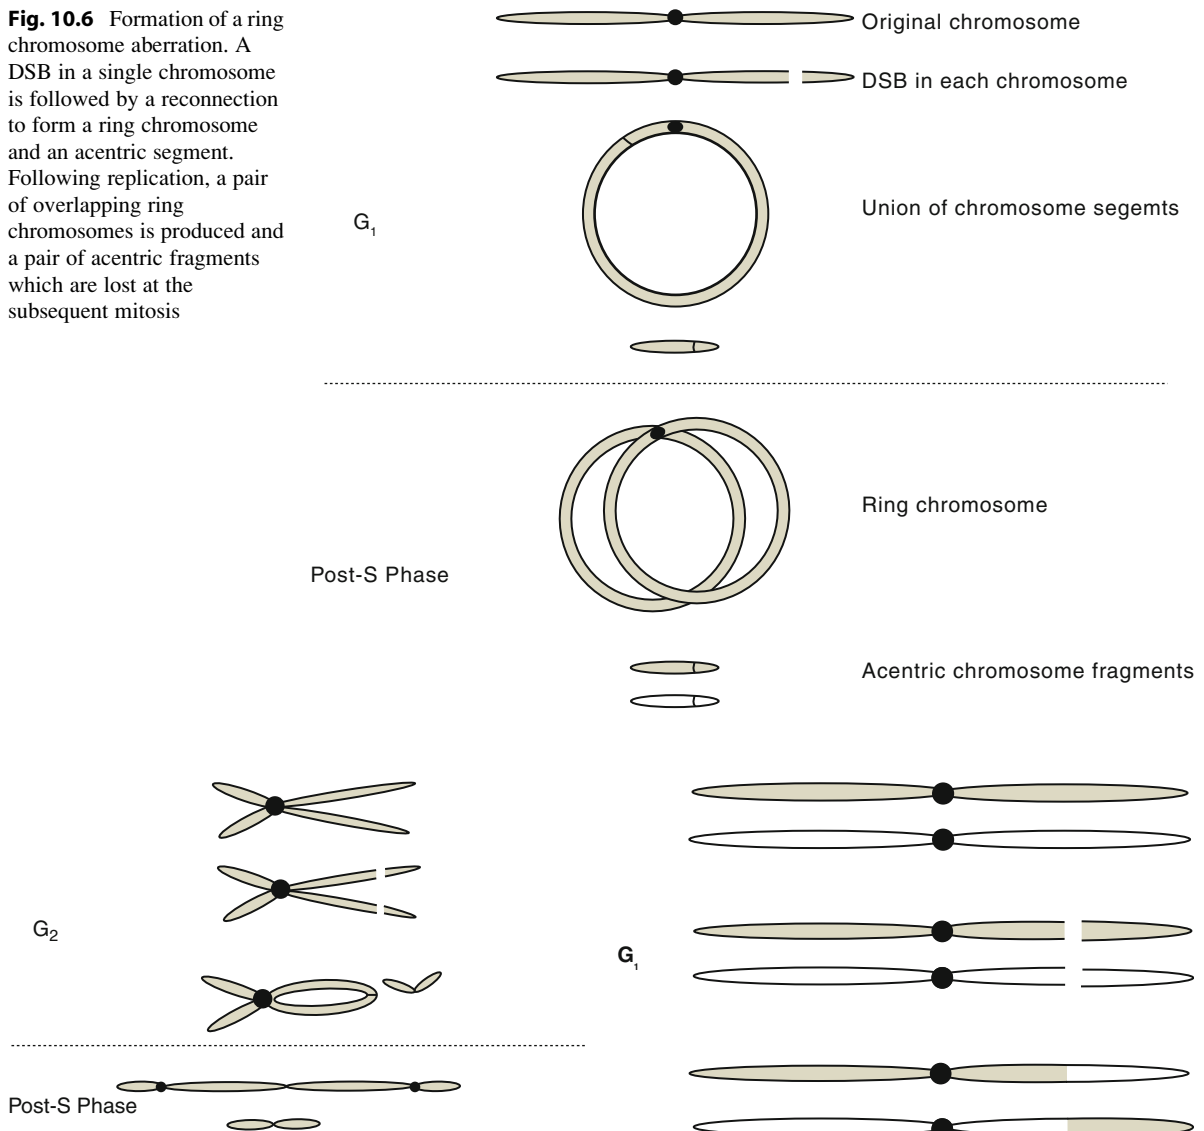 Fig. 10.6 Formation of a ring
chromosome aberration. A
DSB in a single chromosome
is followed by a reconnection
to form a ring chromosome
and an acentric segment.
Following replication, a pair
of overlapping ring
chromosomes is produced and
a pair of acentric fragments
which are lost at the
subsequent mitosis
Original chromosome
DSB in each chromosome
Union of chromosome segemts
G1
Ring chromosome
Post-S Phase
Acentric chromosome fragments
G2
Post-S Phase
G1